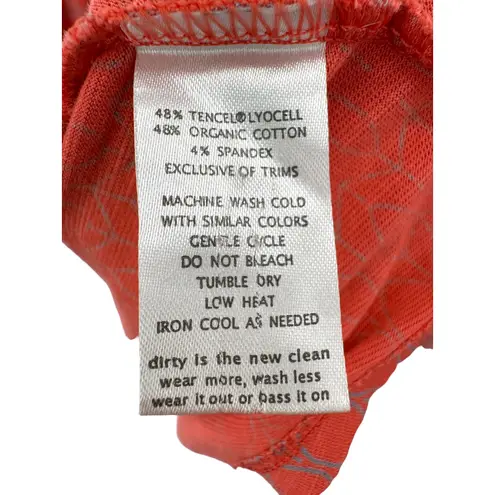 48% TENCEL®LYOCELL
48% ORGANIC COTTON
4% SPANDEX
EXCLUSIVE OF TRIMS
MACHINE WASH COLD
WITH SIMILAR COLORS
GENTLE CYCLE
DO NOT BLEACH
TUMBLE DRY
LOW HEAT
IRON COOL AS NEEDED
dirty is the new clean
wear more, wash less
wear it out or pass it on